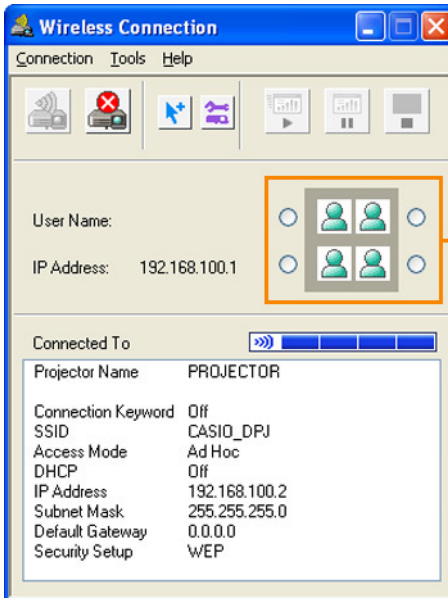 Wireless Connection
Connection Tools Help
User Name:
IP Address: 192.168.100.1
Connected To
Projector Name PROJECTOR
Connection Keyword Off
SSID CASIO_DPJ
Access Mode Ad Hoc
DHCP Off
IP Address 192.168.100.2
Subnet Mask 255.255.255.0
Default Gateway 0.0.0.0
Security Setup WEP